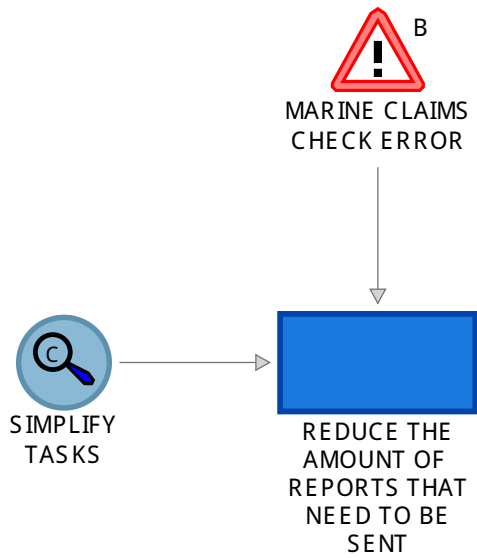 B
MARINE CLAIMS
CHECK ERROR
C
SIMPLIFY
TASKS
REDUCE THE
AMOUNT OF
REPORTS THAT
NEED TO BE
SENT